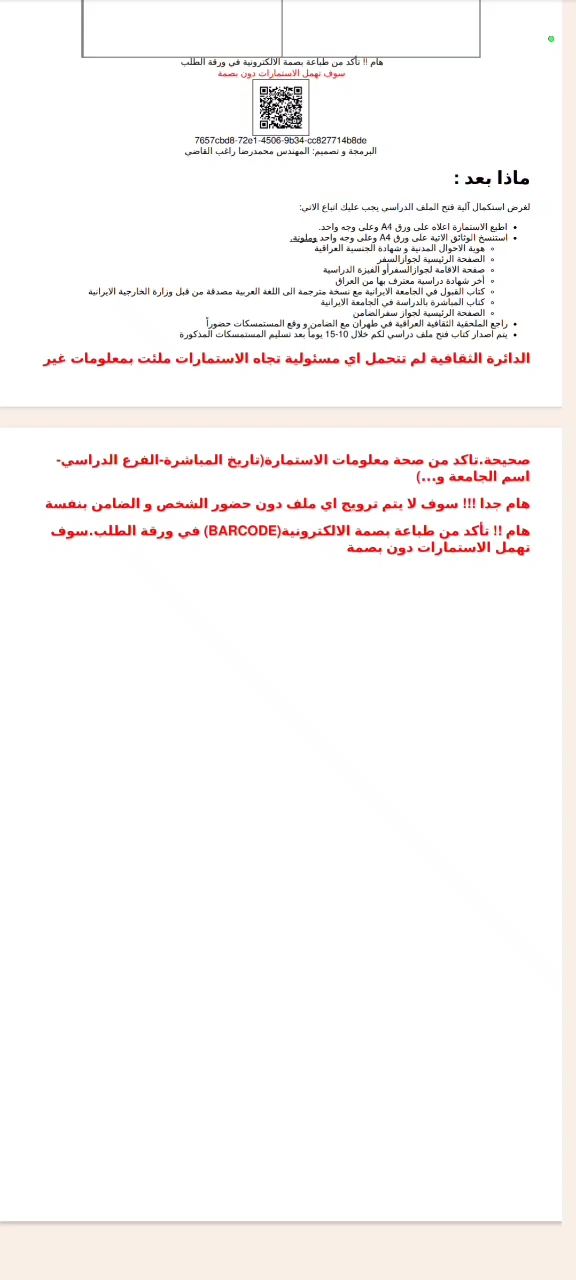 هام !! تأكد من طباعة بصمة الالكترونية في ورقة الطلب
سوف تهمل الاستمارات دون بصمة
7657cbd8-72e1-4506-9b34-cc827714b8de
البرمجة و تصميم: المهندس محمدرضا راغب القاضي
ماذا بعد :
لغرض استكمال آلية فتح الملف الدراسي يجب عليك اتباع الاتي:
• اطبع الاستمارة اعلاه على ورق A4 وعلى وجه واحد.
• استنسخ الوثائق الاتية على ورق A4 وعلى وجه واحد وملونة.
◦ هوية الاحوال المدنية و شهادة الجنسية العراقية
◦ الصفحة الرئيسية لجوازالسفر
◦ صفحة الاقامة لجوازالسفرأو الفيزة الدراسية
◦ أخر شهادة دراسية معترف بها من العراق
◦ كتاب القبول في الجامعة الايرانية مع نسخة مترجمة الى اللغة العربية مصدقة من قبل وزارة الخارجية الايرانية
◦ كتاب المباشرة بالدراسة في الجامعة الايرانية
◦ الصفحة الرئيسية لجواز سفرالضامن
• راجع الملحقية الثقافية العراقية في طهران مع الضامن و وقع المستمسكات حضوراً
• يتم اصدار كتاب فتح ملف دراسي لكم خلال 10-15 يوماً بعد تسليم المستمسكات المذكورة
الدائرة الثقافية لم تتحمل اي مسئولية تجاه الاستمارات ملئت بمعلومات غير
صحيحة.تاكد من صحة معلومات الاستمارة(تاريخ المباشرة-الفرع الدراسي-
اسم الجامعة و...)
هام جدا !!! سوف لا يتم ترويج اي ملف دون حضور الشخص و الضامن بنفسة
هام !! تأكد من طباعة بصمة الالكترونية(BARCODE) في ورقة الطلب.سوف
تهمل الاستمارات دون بصمة